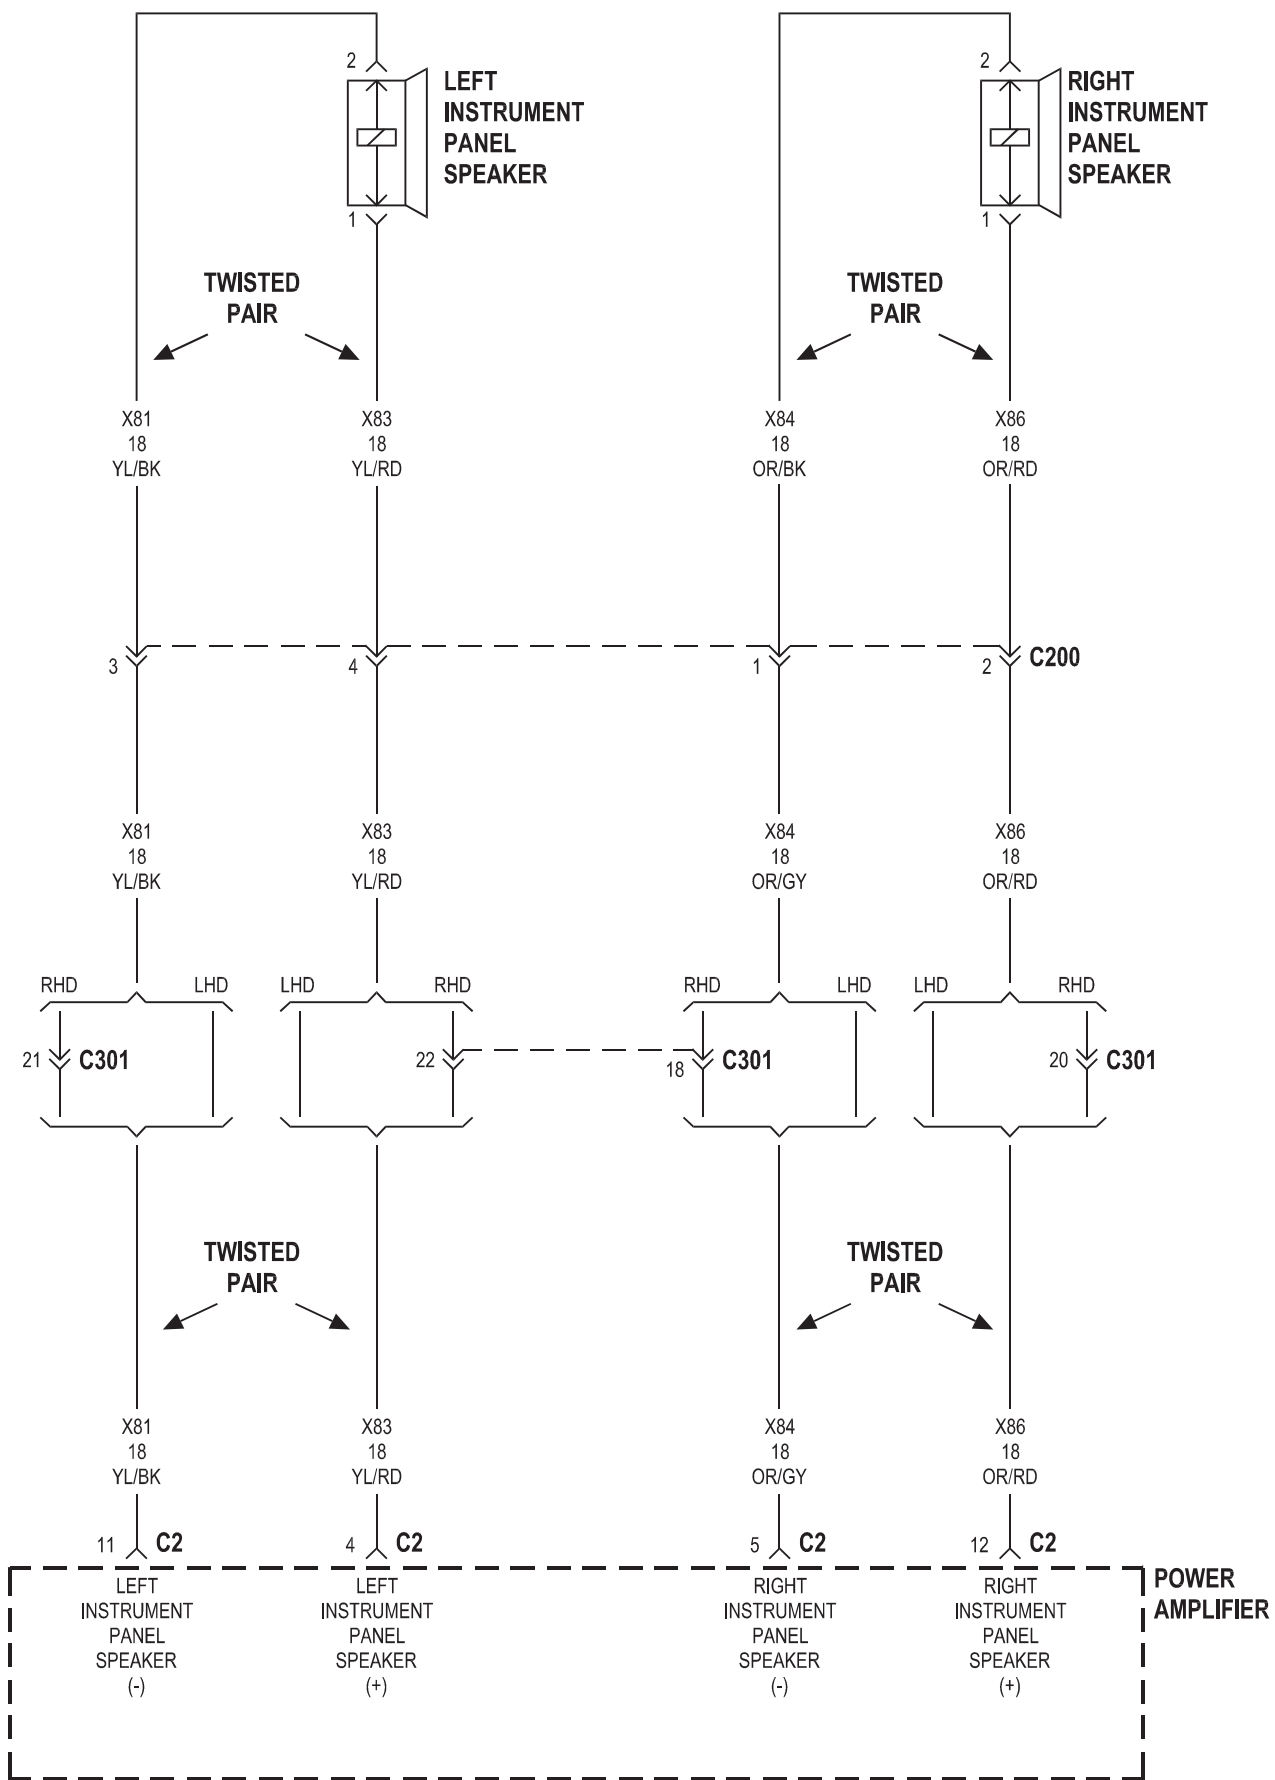 2
LEFT
INSTRUMENT
PANEL
SPEAKER
1
2
RIGHT
INSTRUMENT
PANEL
SPEAKER
1
TWISTED
PAIR
TWISTED
PAIR
X81
18
YL/BK
X83
18
YL/RD
X84
18
OR/BK
X86
18
OR/RD
3
4
1
2
C200
X81
18
YL/BK
X83
18
YL/RD
X84
18
OR/GY
X86
18
OR/RD
RHD
LHD
LHD
RHD
RHD
LHD
LHD
RHD
21
C301
22
18
C301
20
C301
TWISTED
PAIR
TWISTED
PAIR
X81
18
YL/BK
X83
18
YL/RD
X84
18
OR/GY
X86
18
OR/RD
11
C2
4
C2
5
C2
12
C2
LEFT
INSTRUMENT
PANEL
SPEAKER
(-)
LEFT
INSTRUMENT
PANEL
SPEAKER
(+)
RIGHT
INSTRUMENT
PANEL
SPEAKER
(-)
RIGHT
INSTRUMENT
PANEL
SPEAKER
(+)
POWER
AMPLIFIER